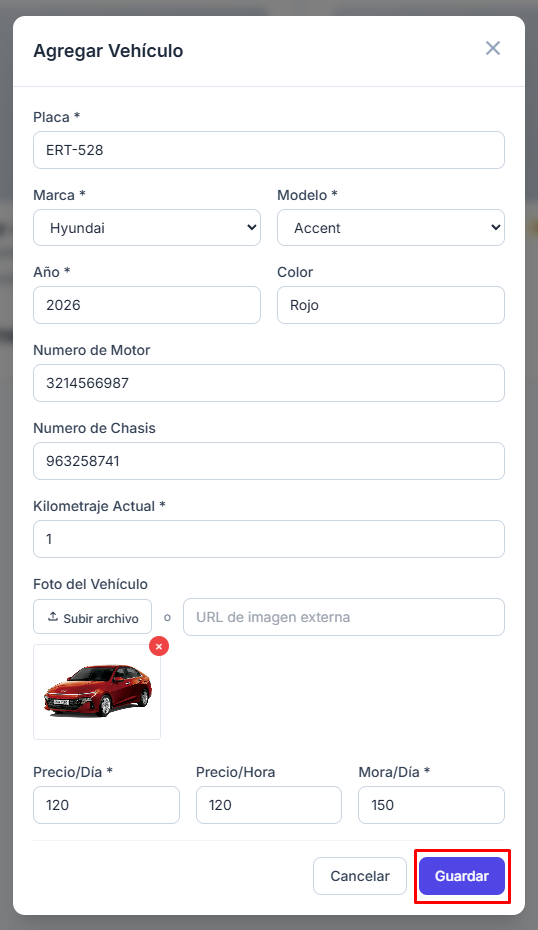 Agregar Vehículo
Placa *
ERT-528
Marca * Modelo *
Hyundai Accent
Año * Color
2026 Rojo
Numero de Motor
3214566987
Numero de Chasis
963258741
Kilometraje Actual *
1
Foto del Vehículo
Subir archivo o URL de imagen externa
Precio/Día * Precio/Hora Mora/Día *
120 120 150
Cancelar Guardar